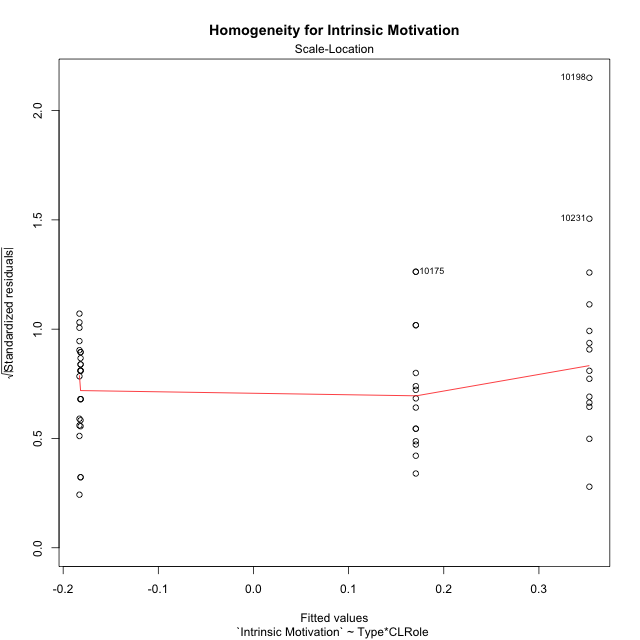 Homogeneity for Intrinsic Motivation
Scale-Location
10198
10231
10175
2.0
1.5
1.0
0.5
0.0
√|Standardized residuals|
-0.2 -0.1 0.0 0.1 0.2 0.3
Fitted values
`Intrinsic Motivation` ~ Type*CLRole